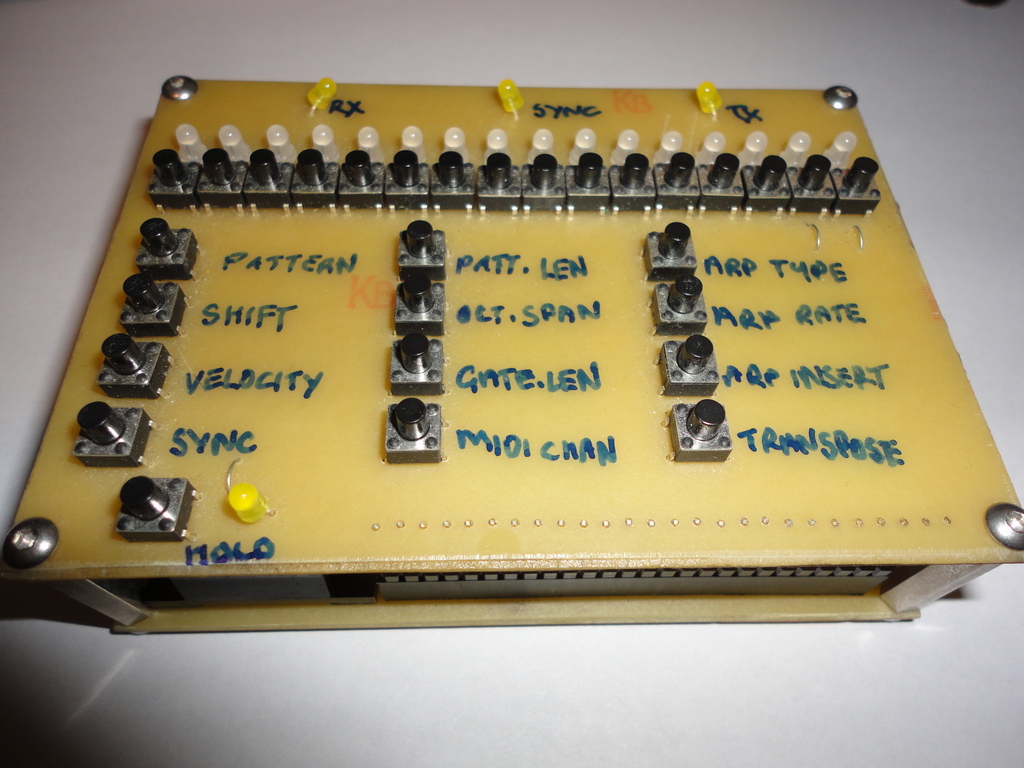 RX SYNC KB TX
PATTERN PATT. LEN ARP TYPE
KB
SHIFT OCT. SPAN ARP RATE
VELOCITY GATE. LEN ARP INSERT
SYNC MIDI CHAN TRANSPOSE
HOLD